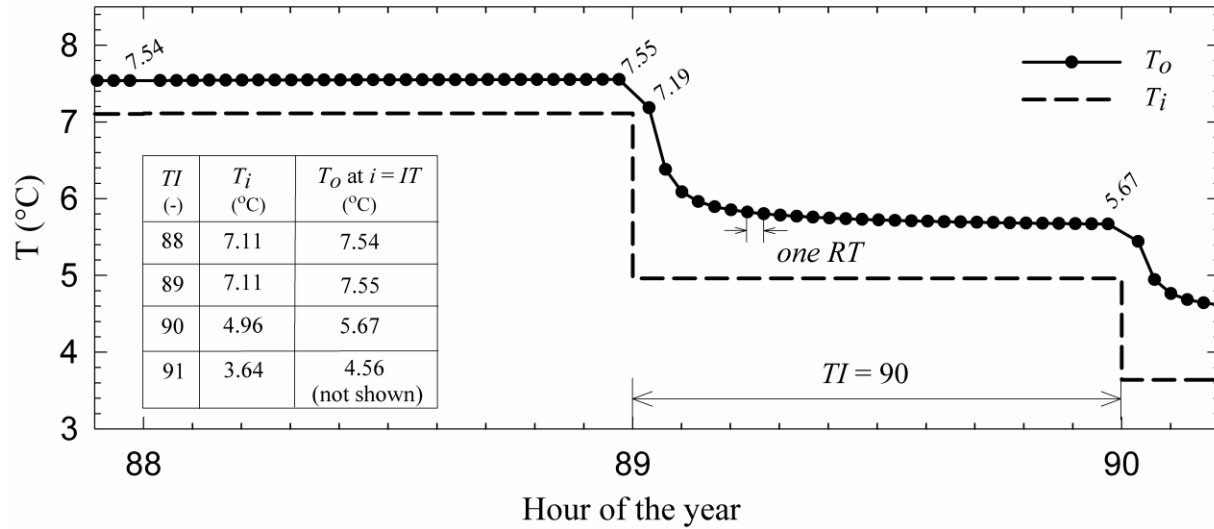 8
7
6
5
4
3
T (°C)
7.54
7.55
7.19
5.67
T_o
T_i
TI T_i T_o at i = IT
(-) (°C) (°C)
88 7.11 7.54
89 7.11 7.55
90 4.96 5.67
91 3.64 4.56
(not shown)
one RT
TI = 90
88 89 90
Hour of the year